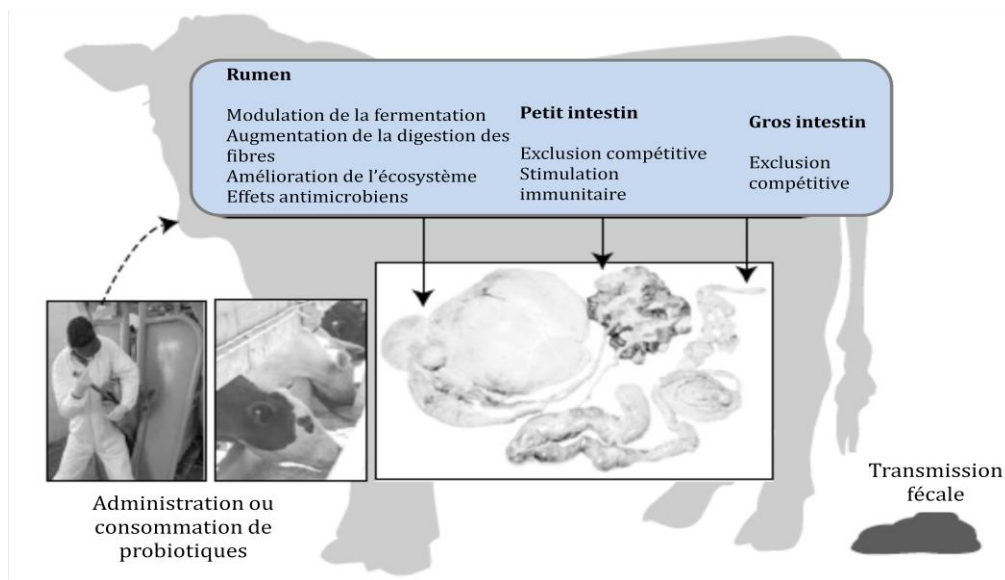 Rumen
Modulation de la fermentation
Augmentation de la digestion des
fibres
Amélioration de l'écosystème
Effets antimicrobiens
Petit intestin
Exclusion compétitive
Stimulation
immunitaire
Gros intestin
Exclusion
compétitive
Administration ou
consommation de
probiotiques
Transmission
fécale